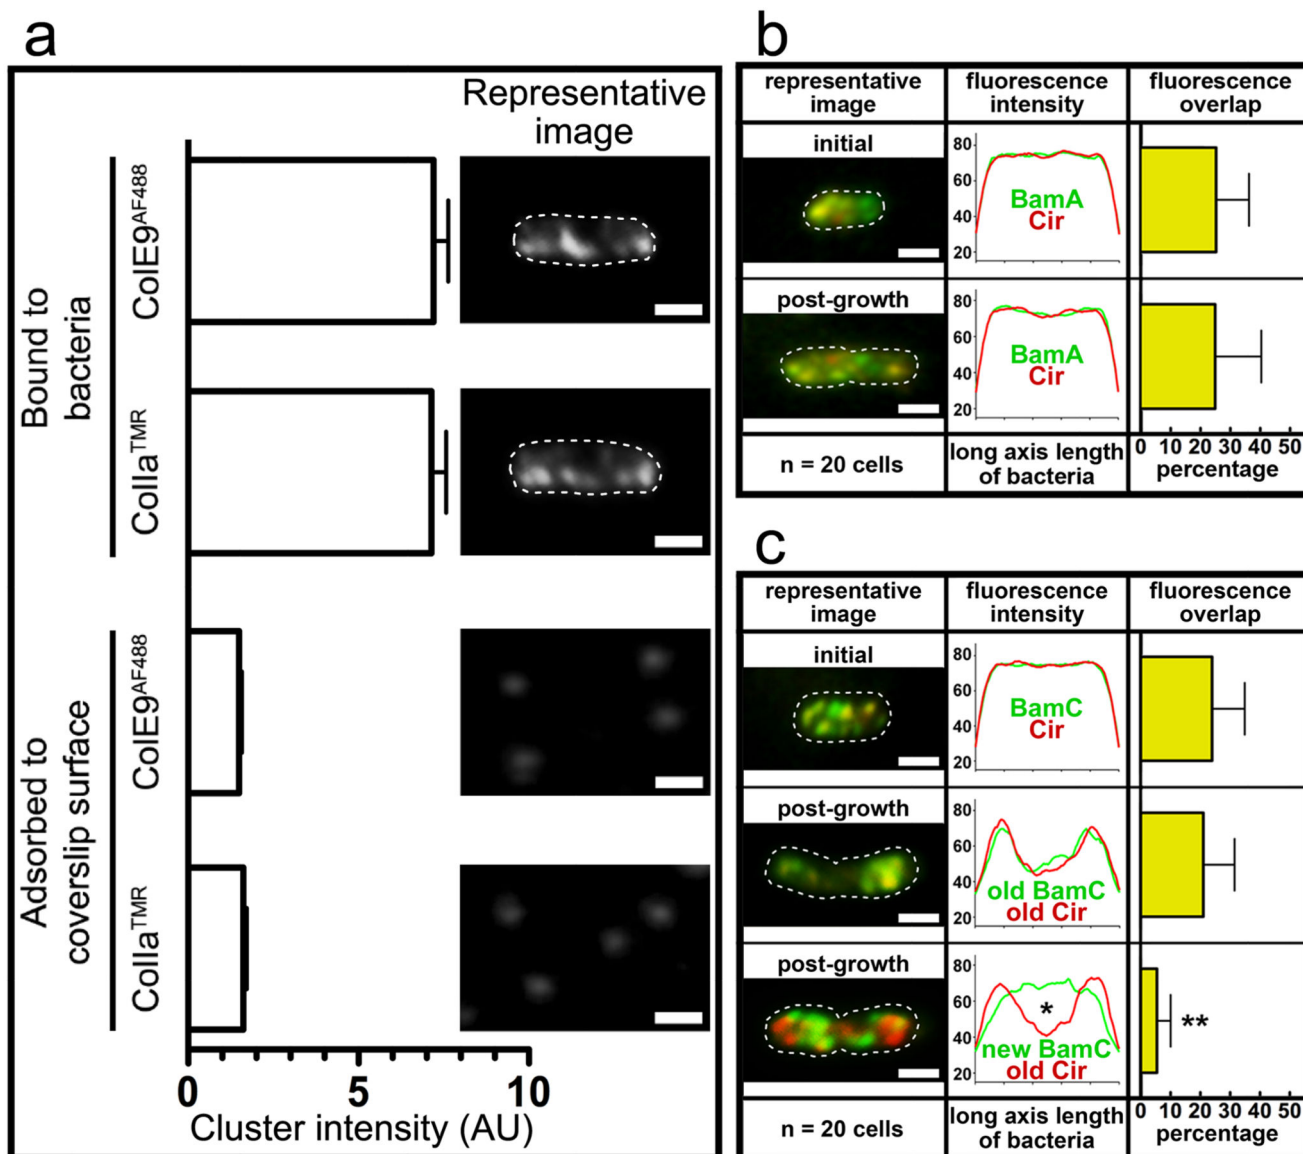 a
Representative
image
Bound to
bacteria
ColE9AF488
ColIaTMR
Adsorbed to
coverslip surface
ColE9AF488
ColIaTMR
0 5 10
Cluster intensity (AU)
b
representative
image
fluorescence
intensity
fluorescence
overlap
initial
80
60
40
20
BamA
Cir
post-growth
80
60
40
20
BamA
Cir
n = 20 cells
long axis length
of bacteria
0 10 20 30 40 50
percentage
c
representative
image
fluorescence
intensity
fluorescence
overlap
initial
80
60
40
20
BamC
Cir
post-growth
80
60
40
20
old BamC
old Cir
post-growth
80
60
40
20
*
new BamC
old Cir
**
n = 20 cells
long axis length
of bacteria
0 10 20 30 40 50
percentage